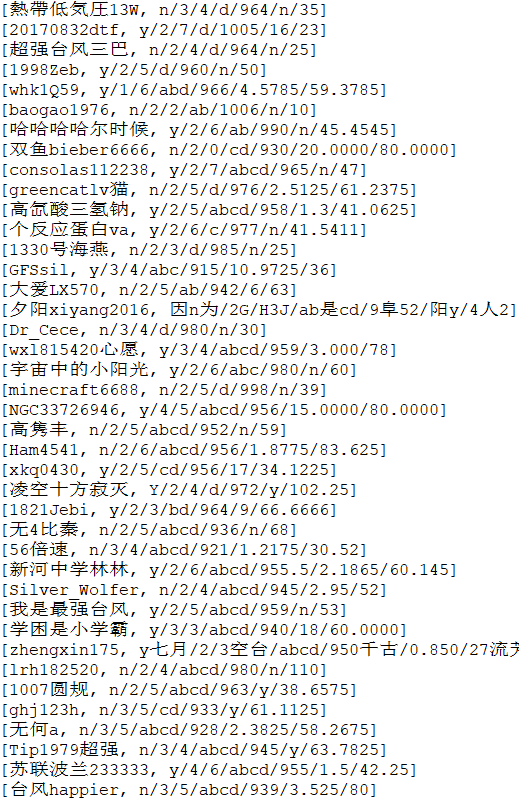 [熱帶低気圧13W, n/3/4/d/964/n/35]
[20170832dtf, y/2/7/d/1005/16/23]
[超强台风三巴, n/2/4/d/964/n/25]
[1998Zeb, y/2/5/d/960/n/50]
[whklQ59, y/1/6/abd/966/4.5785/59.3785]
[baogao1976, n/2/2/ab/1006/n/10]
[哈哈哈哈尔时候, y/2/6/ab/990/n/45.4545]
[双鱼bieber6666, n/2/0/cd/930/20.0000/80.0000]
[consolas112238, y/2/7/abcd/965/n/47]
[greencatlv猫, n/2/5/d/976/2.5125/61.2375]
[高氙酸三氢钠, y/2/5/abcd/958/1.3/41.0625]
[个反应蛋白va, y/2/6/c/977/n/41.5411]
[1330号海燕, n/2/3/d/985/n/25]
[GFSsil, y/3/4/abc/915/10.9725/36]
[大爱LX570, n/2/5/ab/942/6/63]
[夕阳xiyang2016, 因n为/2G/H3J/ab是cd/9阜52/阳y/4人2]
[Dr_Cece, n/3/4/d/980/n/30]
[wxl815420心愿, y/3/4/abcd/959/3.000/78]
[宇宙中的小阳光, y/2/6/abc/980/n/60]
[minecraft6688, n/2/5/d/998/n/39]
[NGC33726946, y/4/5/abcd/956/15.0000/80.0000]
[高隽丰, n/2/5/abcd/952/n/59]
[Ham4541, n/2/6/abcd/956/1.8775/83.625]
[xkq0430, y/2/5/cd/956/17/34.1225]
[凌空十方寂灭, Y/2/4/d/972/y/102.25]
[1821Jebi, y/2/3/bd/964/9/66.6666]
[无4比秦, n/2/5/abcd/936/n/68]
[56倍速, n/3/4/abcd/921/1.2175/30.52]
[新河中学林林, y/2/6/abcd/955.5/2.1865/60.145]
[Silver_Wolfer, n/2/4/abcd/945/2.95/52]
[我是最强台风, y/2/5/abcd/959/n/53]
[学困是小学霸, y/3/3/abcd/940/18/60.0000]
[zhengxin175, y七月/2/3空台/abcd/950千古/0.850/27流芳
[lrh182520, n/2/4/abcd/980/n/110]
[1007圆规, n/2/5/abcd/963/y/38.6575]
[ghj123h, n/3/5/cd/933/y/61.1125]
[无何a, n/3/5/abcd/928/2.3825/58.2675]
[Tip1979超强, n/3/4/abcd/945/y/63.7825]
[苏联波兰233333, y/4/6/abcd/955/1.5/42.25]
[台风happier, n/3/5/abcd/939/3.525/80]